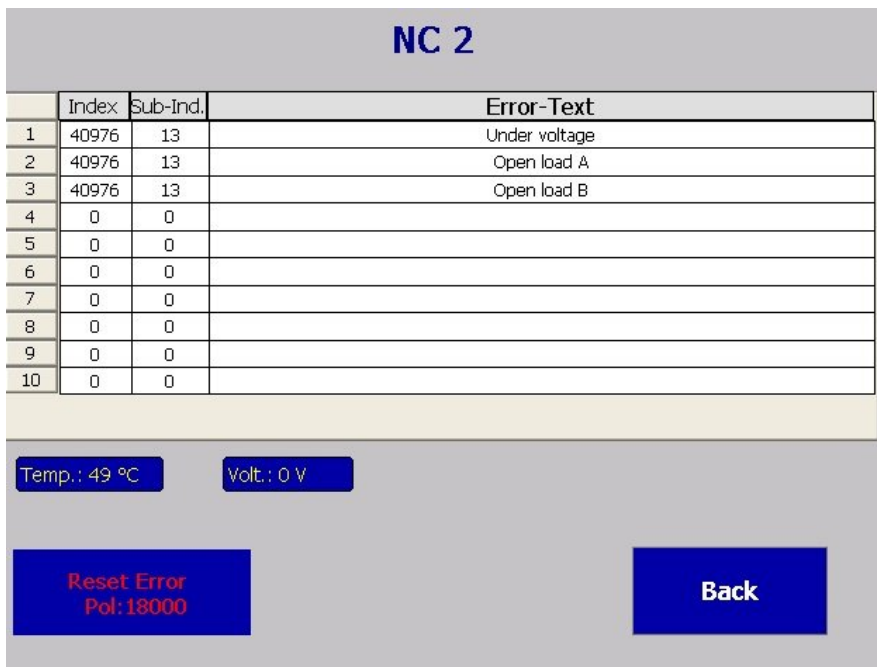 NC 2
Index Sub-Ind. Error-Text
1 40976 13 Under voltage
2 40976 13 Open load A
3 40976 13 Open load B
4 0 0
5 0 0
6 0 0
7 0 0
8 0 0
9 0 0
10 0 0
Temp.: 49 ºC Volt.: 0 V
Reset Error
Pol:18000
Back